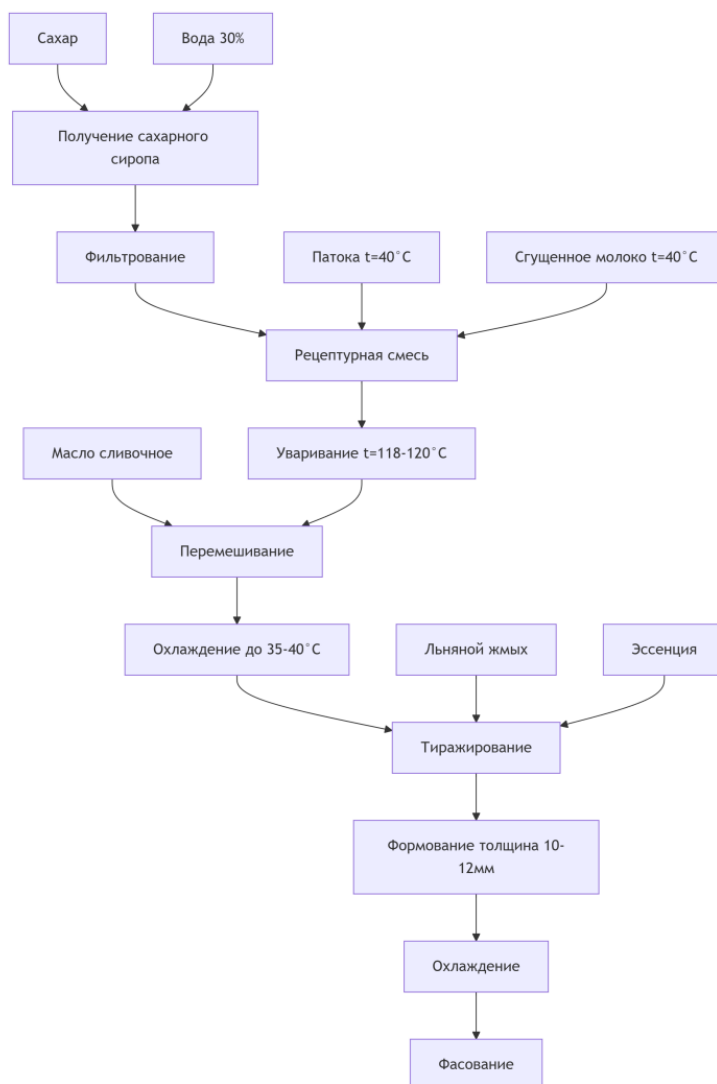 Сахар
Вода 30%
Получение сахарного
сиропа
Фильтрование
Патока t=40°C
Сгущенное молоко t=40°C
Рецептурная смесь
Масло сливочное
Уваривание t=118-120°C
Перемешивание
Охлаждение до 35-40°C
Льняной жмых
Эссенция
Тиражирование
Формование толщина 10-
12мм
Охлаждение
Фасование